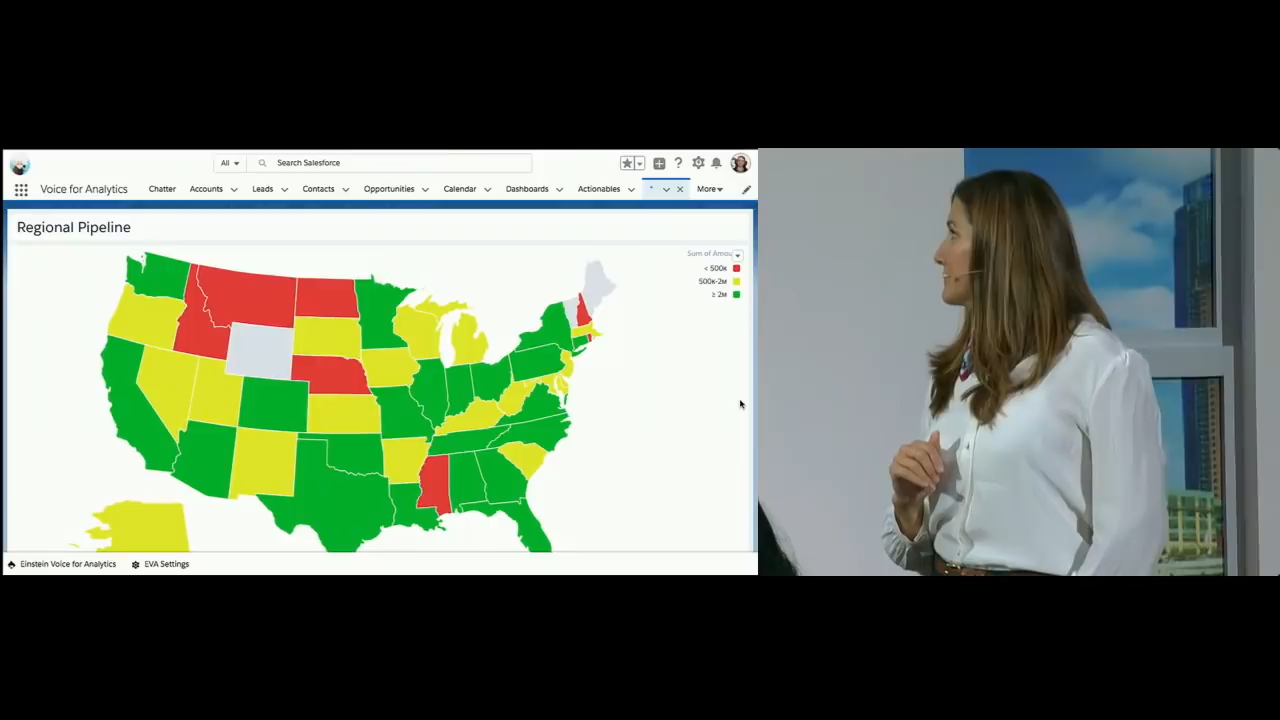 All
Search Salesforce
Voice for Analytics
Chatter
Accounts
Leads
Contacts
Opportunities
Calendar
Dashboards
Actionables
*
More
Regional Pipeline
Sum of Amou
< 500K
500K-2M
≥ 2M
Einstein Voice for Analytics
EVA Settings